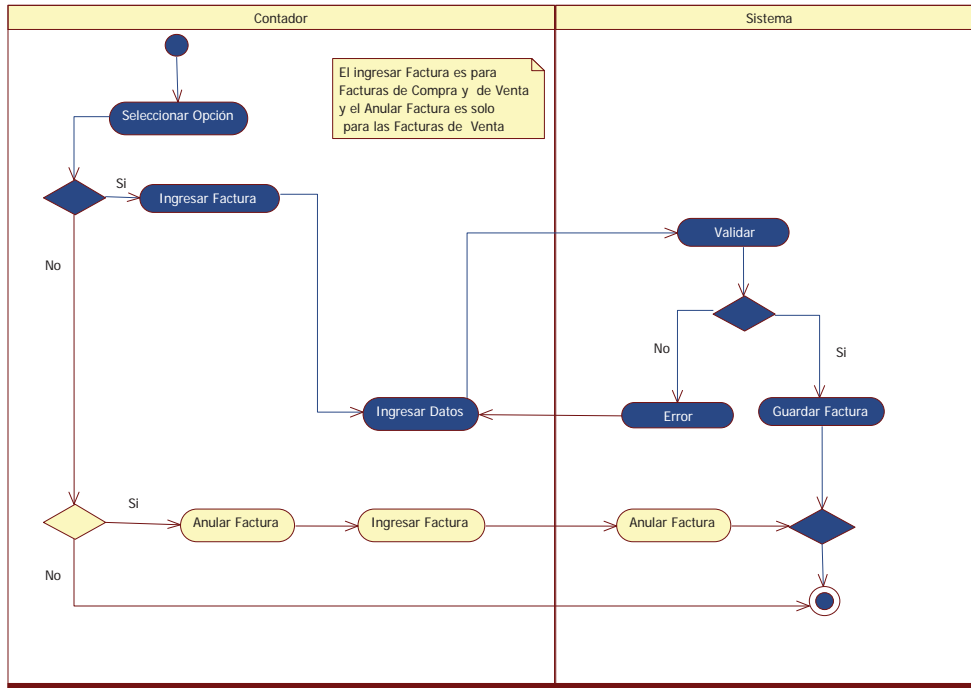 Contador
Sistema
El ingresar Factura es para
Facturas de Compra y de Venta
y el Anular Factura es solo
para las Facturas de Venta
Seleccionar Opción
Si
Ingresar Factura
Validar
No
No
Si
Ingresar Datos
Error
Guardar Factura
Si
Anular Factura
Ingresar Factura
Anular Factura
No